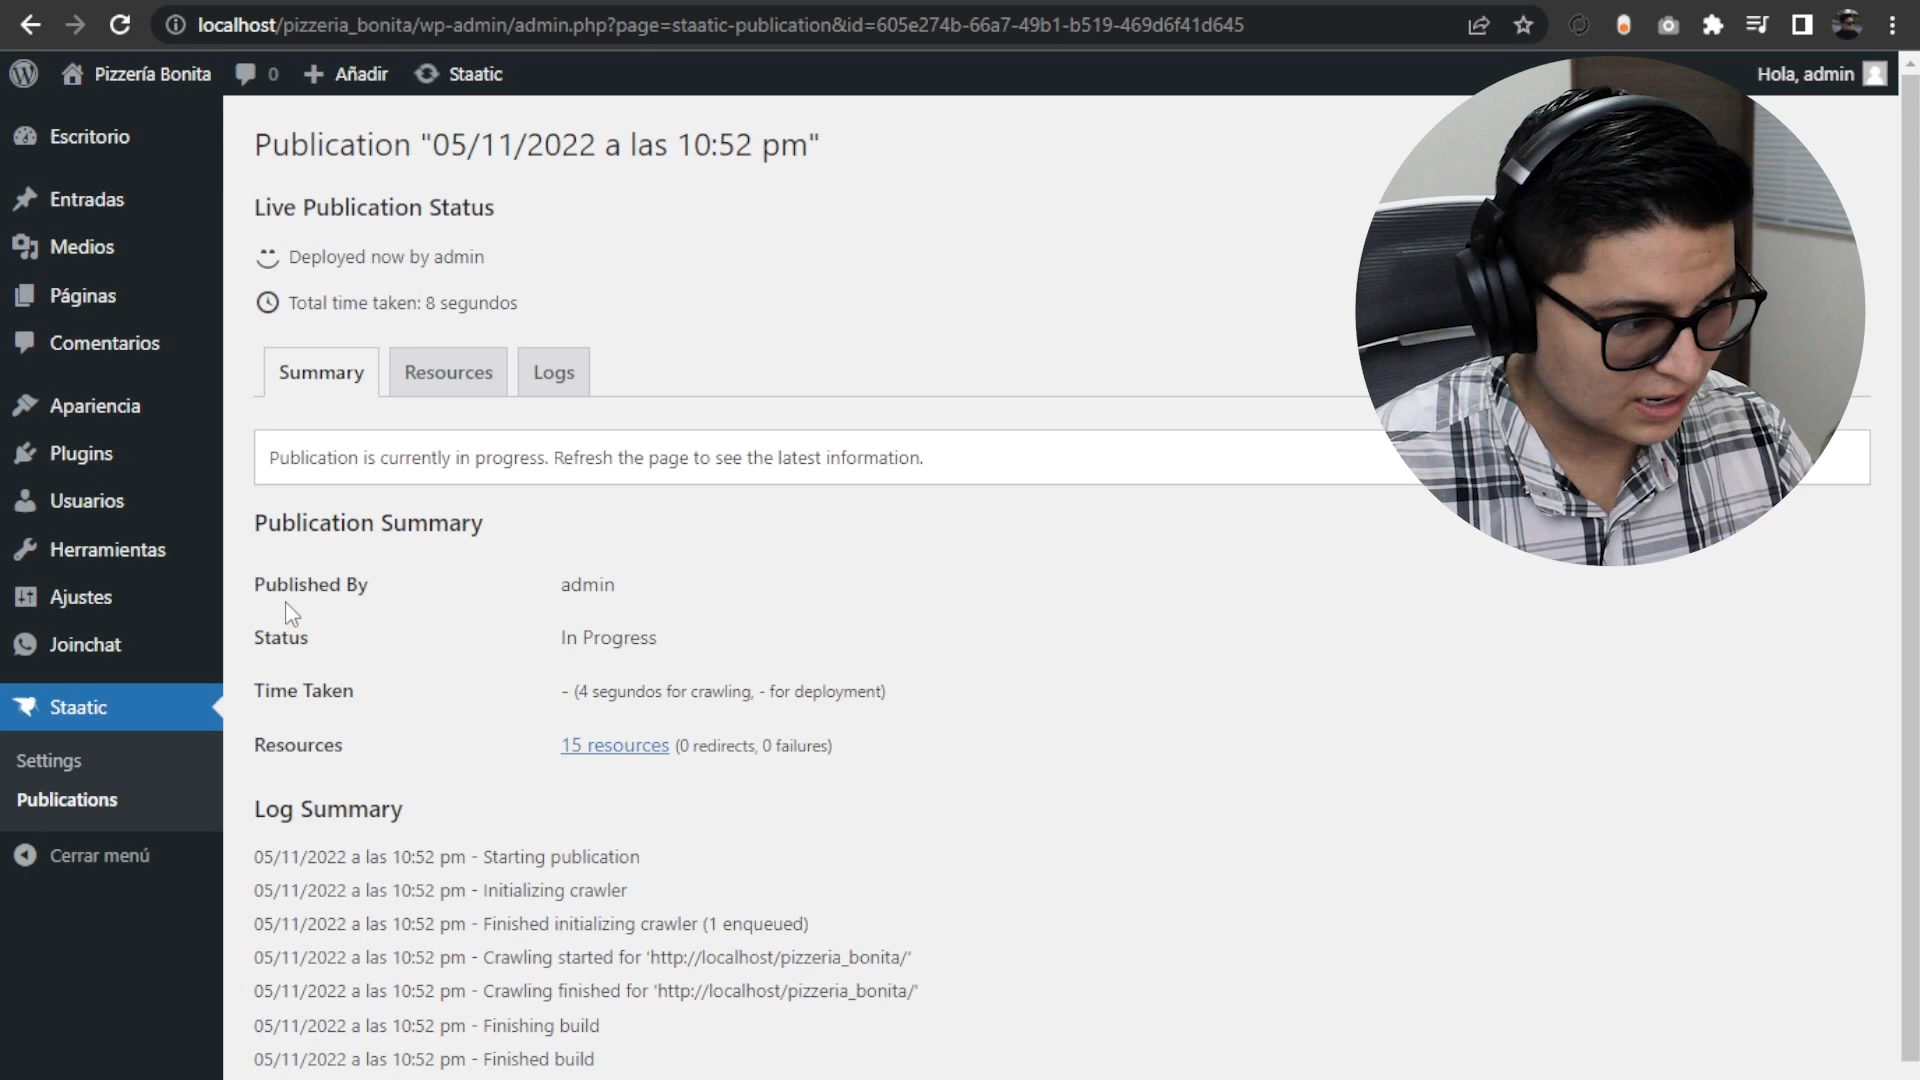 localhost/pizzeria_bonita/wp-admin/admin.php?page=staatic-publication&id=605e274b-66a7-49b1-b519-469d6f41d645
Pizzería Bonita
0
Añadir
Staatic
Hola, admin
Escritorio
Entradas
Medios
Páginas
Comentarios
Apariencia
Plugins
Usuarios
Herramientas
Ajustes
Joinchat
Staatic
Settings
Publications
Cerrar menú
Publication "05/11/2022 a las 10:52 pm"
Live Publication Status
Deployed now by admin
Total time taken: 8 segundos
Summary
Resources
Logs
Publication is currently in progress. Refresh the page to see the latest information.
Publication Summary
Published By admin
Status In Progress
Time Taken - (4 segundos for crawling, - for deployment)
Resources 15 resources (0 redirects, 0 failures)
Log Summary
05/11/2022 a las 10:52 pm - Starting publication
05/11/2022 a las 10:52 pm - Initializing crawler
05/11/2022 a las 10:52 pm - Finished initializing crawler (1 enqueued)
05/11/2022 a las 10:52 pm - Crawling started for 'http://localhost/pizzeria_bonita/'
05/11/2022 a las 10:52 pm - Crawling finished for 'http://localhost/pizzeria_bonita/'
05/11/2022 a las 10:52 pm - Finishing build
05/11/2022 a las 10:52 pm - Finished build